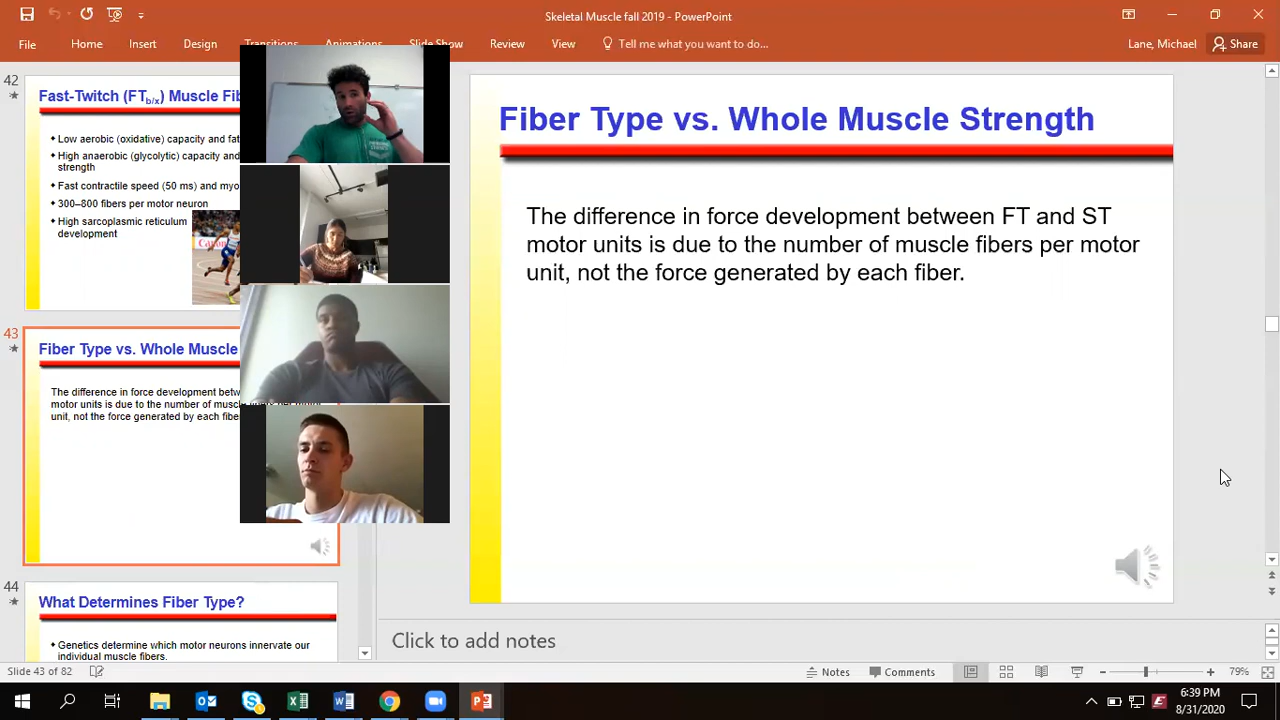 Skeletal Muscle fall 2019 - PowerPoint
File Home Insert Design Transitions Animations Slide Show Review View Tell me what you want to do... Lane, Michael Share
42
Fast-Twitch (FTb/x) Muscle
Low aerobic (oxidative) capacity and
High anaerobic (glycolytic) capacity and
strength
Fast contractile speed (50 ms) and
300–800 fibers per motor neuron
High sarcoplasmic reticulum
development
43
Fiber Type vs. Whole Muscle
The difference in force development
motor units is due to the number of
unit, not the force generated by each
44
What Determines Fiber Type?
Genetics determine which motor neurons innervate our
individual muscle fibers.
Fiber Type vs. Whole Muscle Strength
The difference in force development between FT and ST
motor units is due to the number of muscle fibers per motor
unit, not the force generated by each fiber.
Click to add notes
Slide 43 of 82 Notes Comments 79%
6:39 PM
8/31/2020